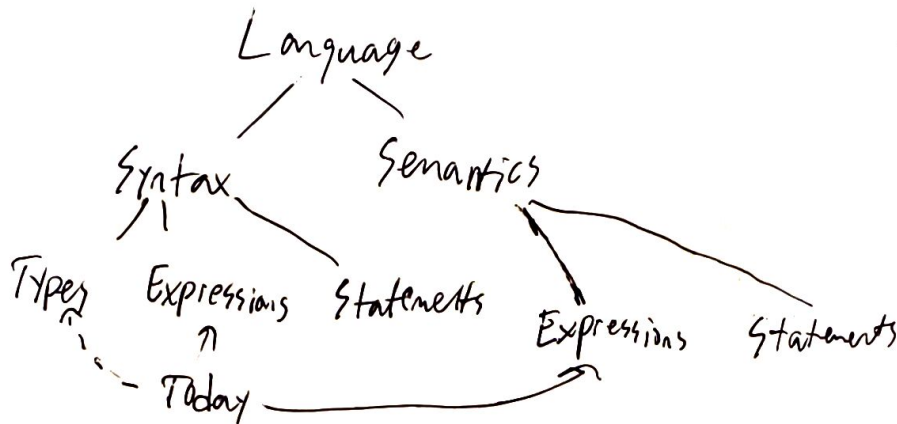 Language
Syntax Semantics
Types Expressions Statements Expressions Statements
Today